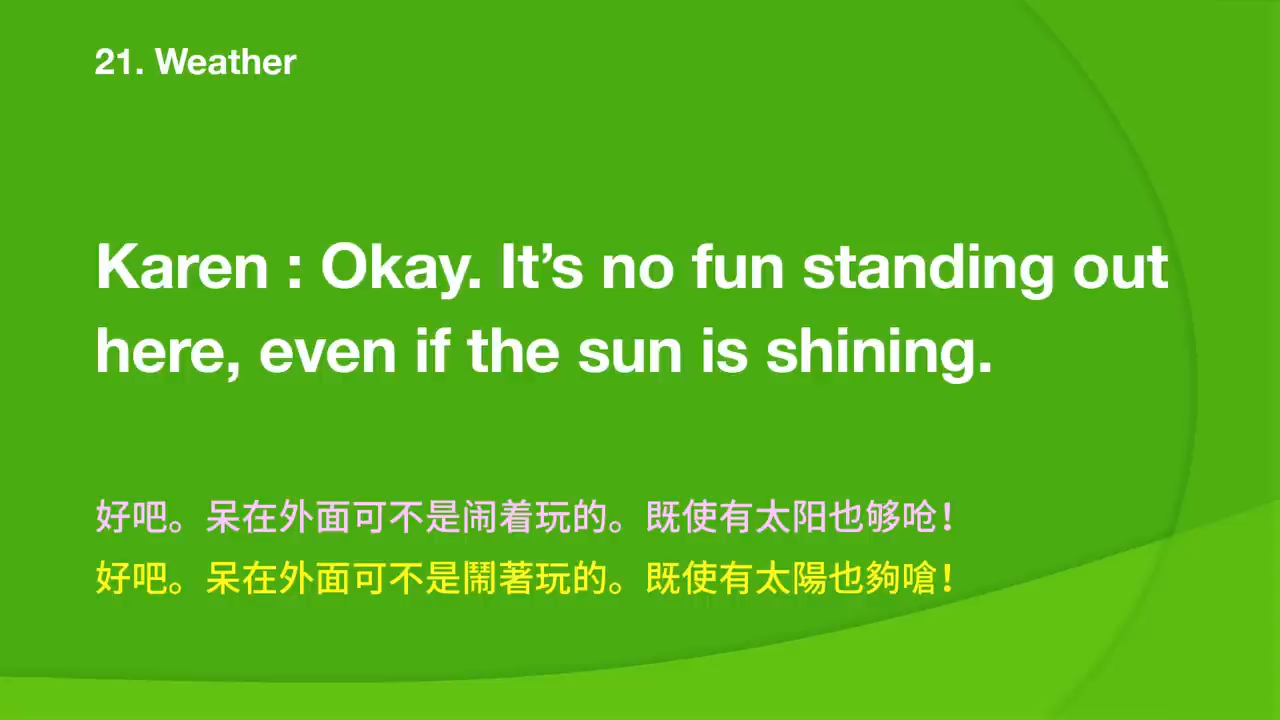 21. Weather
Karen : Okay. It’s no fun standing out
here, even if the sun is shining.
好吧。呆在外面可不是闹着玩的。既使有太阳也够呛！
好吧。呆在外面可不是鬧著玩的。既使有太陽也夠嗆！